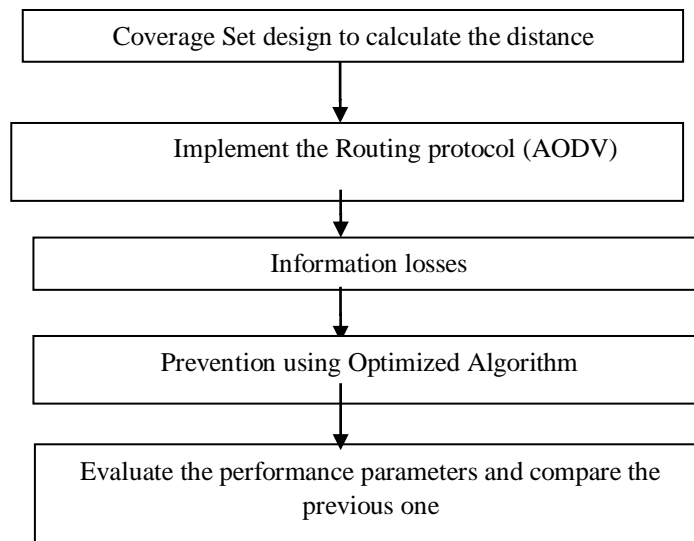 Coverage Set design to calculate the distance
Implement the Routing protocol (AODV)
Information losses
Prevention using Optimized Algorithm
Evaluate the performance parameters and compare the
previous one